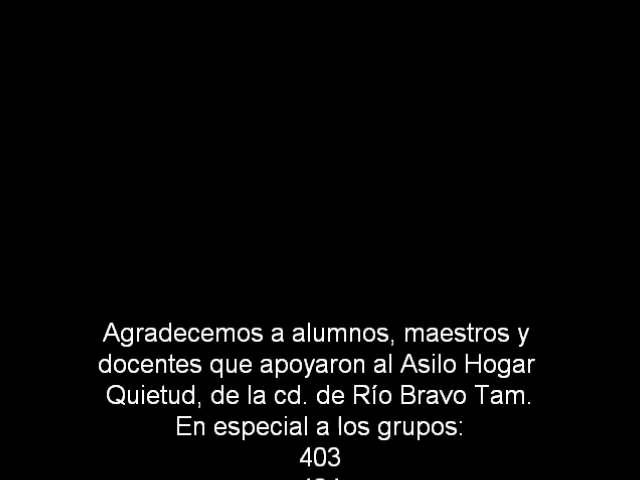 Agradecemos a alumnos, maestros y
docentes que apoyaron al Asilo Hogar
Quietud, de la cd. de Río Bravo Tam.
En especial a los grupos:
403